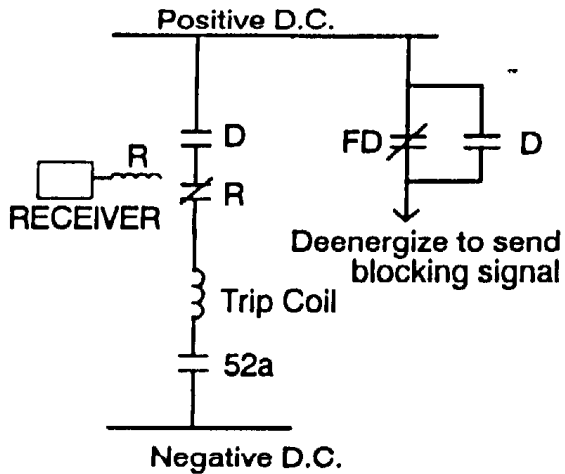 Positive D.C.
D
FD
D
R
R
RECEIVER
Deenergize to send
blocking signal
Trip Coil
52a
Negative D.C.